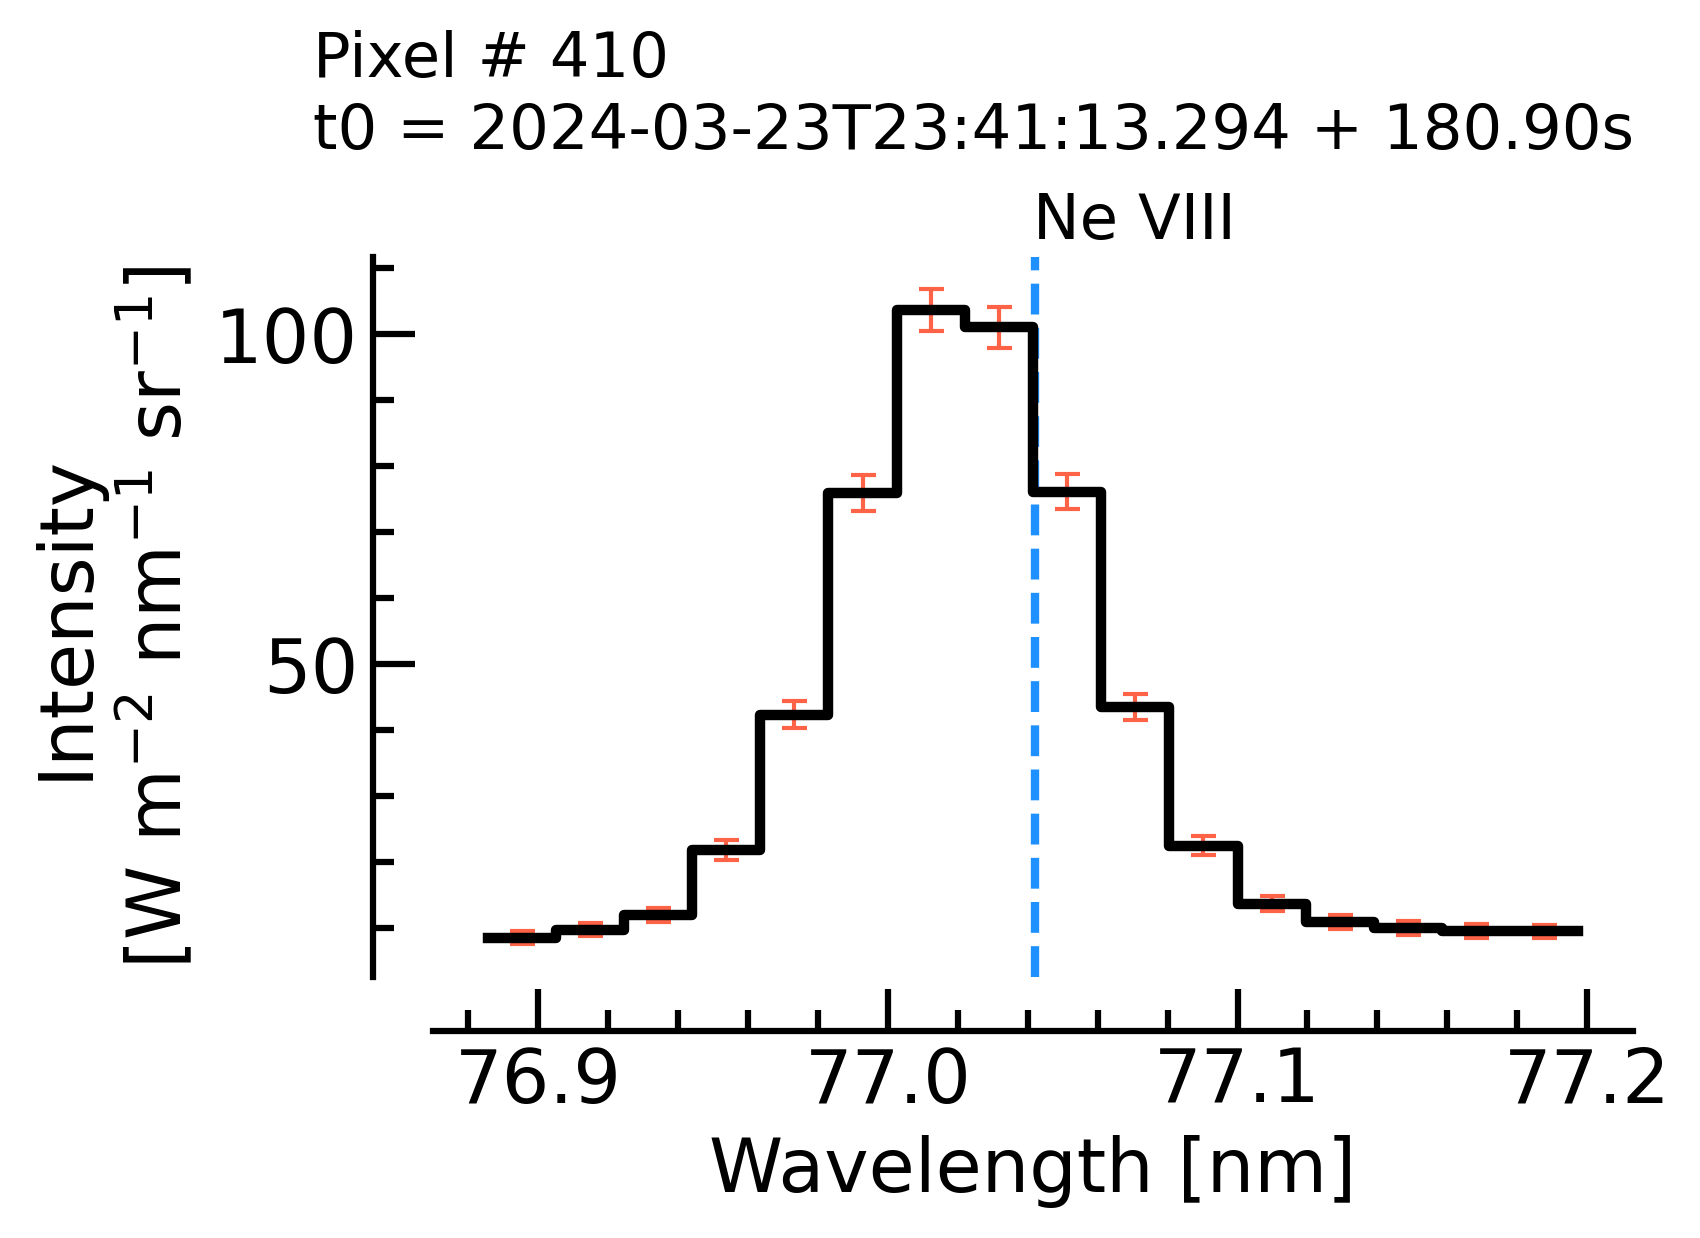 Pixel # 410
t0 = 2024-03-23T23:41:13.294 + 180.90s
Ne VIII
Intensity
[W m⁻² nm⁻¹ sr⁻¹]
100
50
76.9 77.0 77.1 77.2
Wavelength [nm]